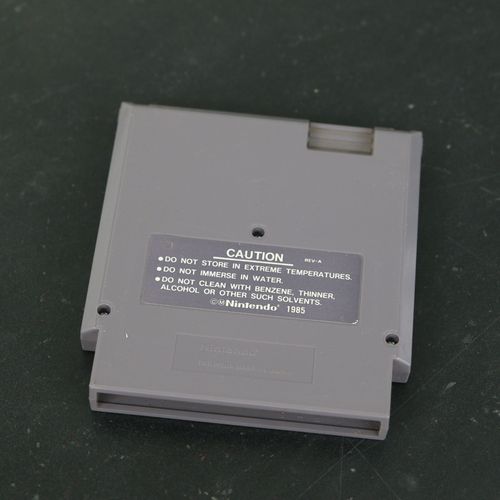 CAUTION REV-A
•DO NOT STORE IN EXTREME TEMPERATURES.
•DO NOT IMMERSE IN WATER.
•DO NOT CLEAN WITH BENZENE, THINNER,
ALCOHOL OR OTHER SUCH SOLVENTS.
©M Nintendo® 1985
Nintendo